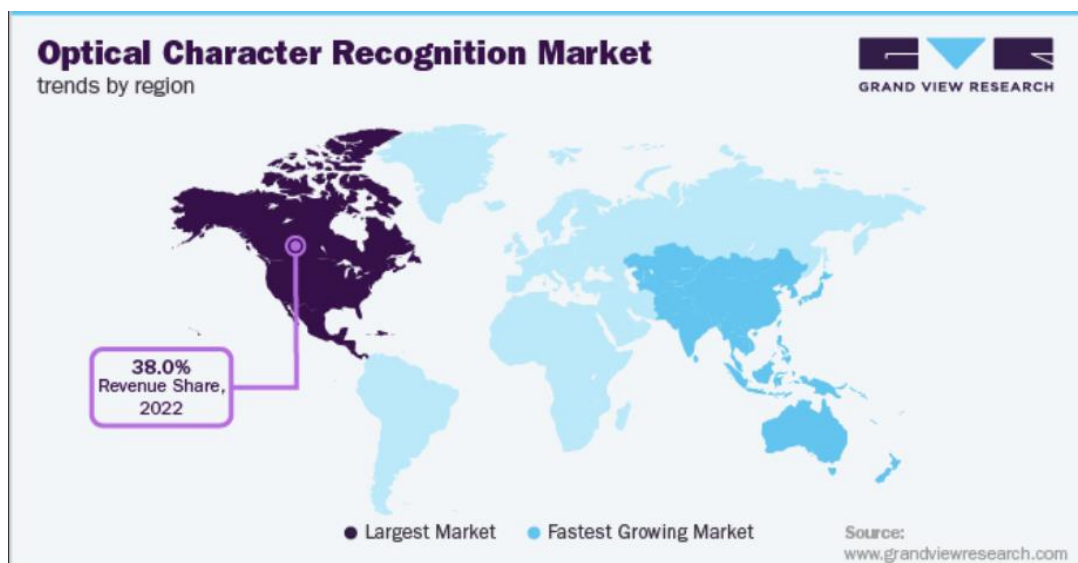 Optical Character Recognition Market
trends by region
GRAND VIEW RESEARCH
38.0%
Revenue Share,
2022
Largest Market
Fastest Growing Market
Source:
www.grandviewresearch.com